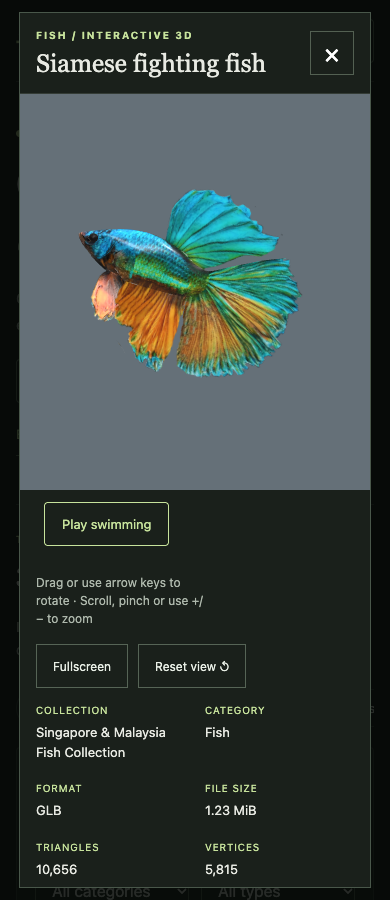 FISH / INTERACTIVE 3D
Siamese fighting fish
×
Play swimming
Drag or use arrow keys to
rotate · Scroll, pinch or use +/
− to zoom
Fullscreen
Reset view ↺
COLLECTION
Singapore & Malaysia
Fish Collection
CATEGORY
Fish
FORMAT
GLB
FILE SIZE
1.23 MiB
TRIANGLES
10,656
VERTICES
5,815
All categories
All types